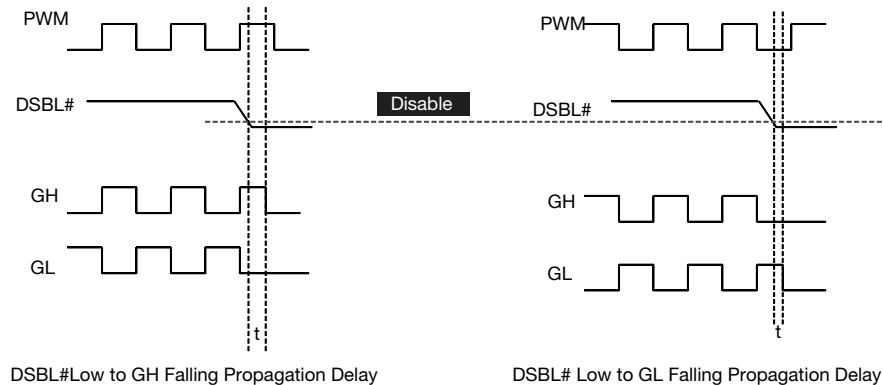 PWM
DSBL#
GH
GL
t
DSBL#Low to GH Falling Propagation Delay
Disable
PWM
DSBL#
GH
GL
t
DSBL# Low to GL Falling Propagation Delay